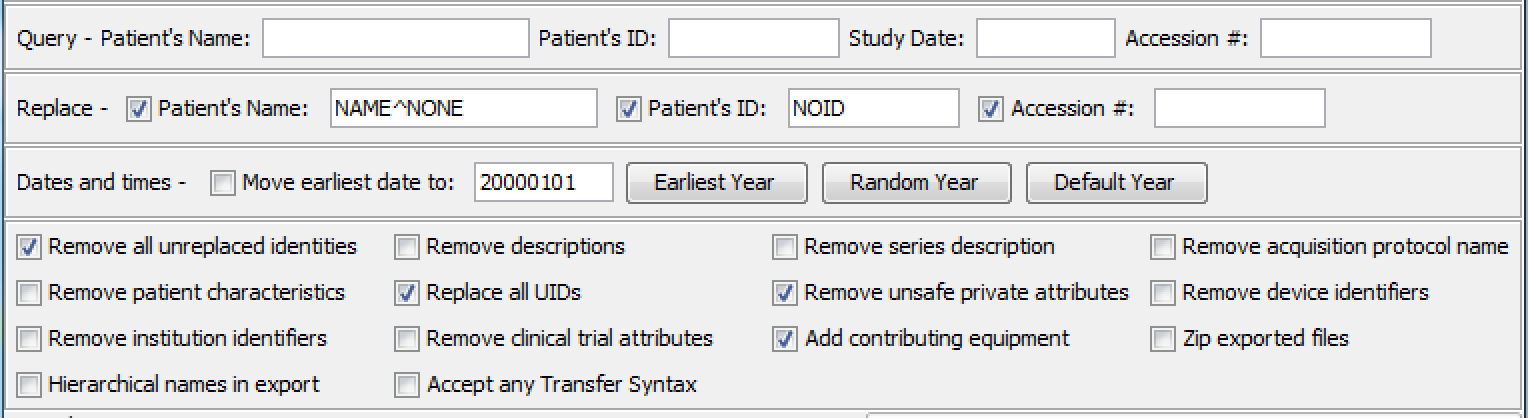 Query - Patient's Name: Patient's ID: Study Date: Accession #:
Replace - Patient's Name: NAME^NONE Patient's ID: NOID Accession #:
Dates and times - Move earliest date to: 20000101 Earliest Year Random Year Default Year
Remove all unreplaced identities Remove descriptions Remove series description Remove acquisition protocol name
Remove patient characteristics Replace all UIDs Remove unsafe private attributes Remove device identifiers
Remove institution identifiers Remove clinical trial attributes Add contributing equipment Zip exported files
Hierarchical names in export Accept any Transfer Syntax